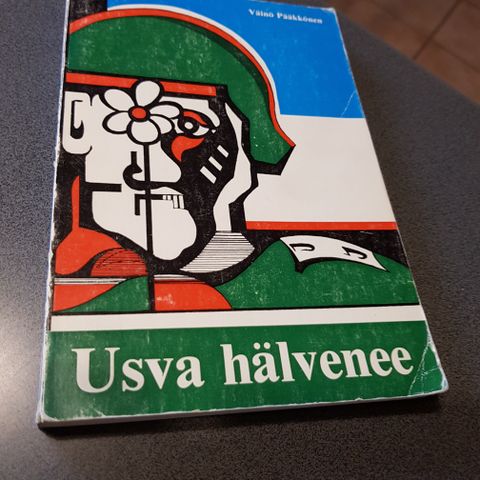 Väinö Pääkkönen
Usva hälvenee